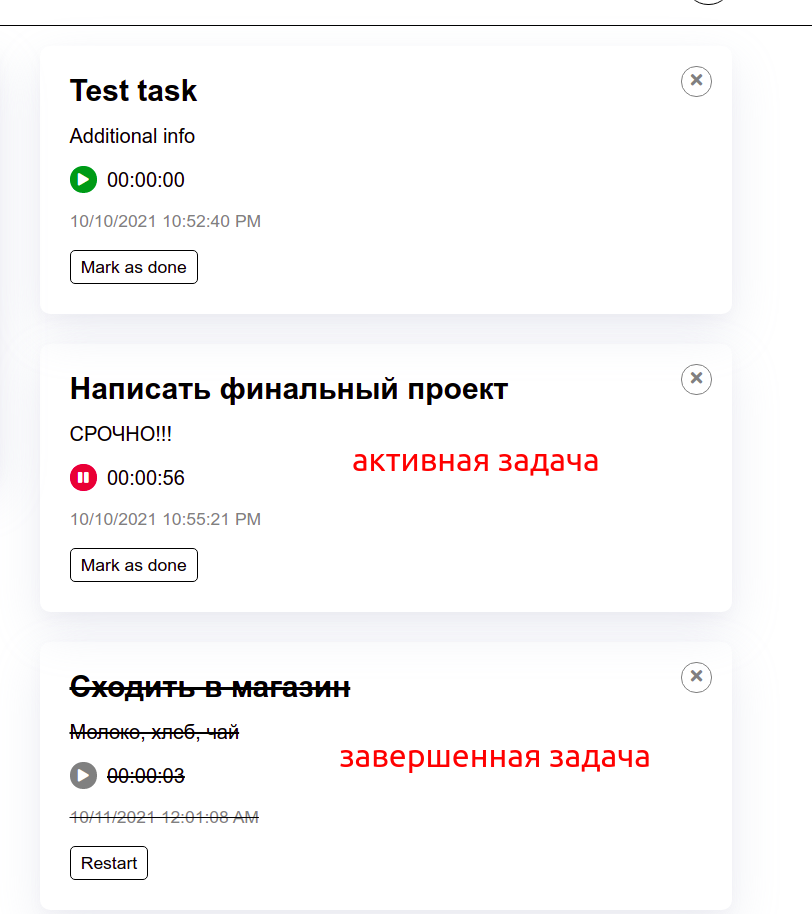 Test task
Additional info
00:00:00
10/10/2021 10:52:40 PM
Mark as done
Написать финальный проект
СРОЧНО!!!
активная задача
00:00:56
10/10/2021 10:55:21 PM
Mark as done
Сходить в магазин
Молоко, хлеб, чай
завершенная задача
00:00:03
10/11/2021 12:01:08 AM
Restart